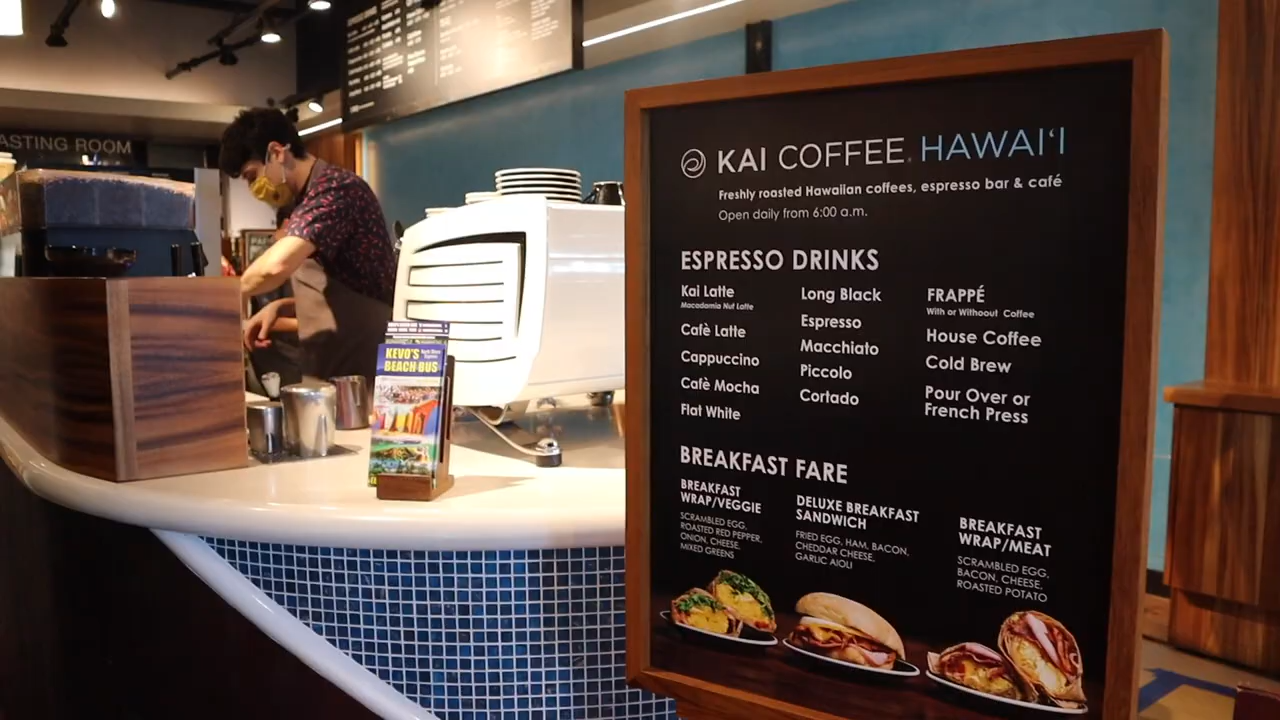 ASTING ROOM
KEVO'S
BEACH BUS
KAI COFFEE HAWAIʻI
Freshly roasted Hawaiian coffees, espresso bar & café
Open daily from 6:00 a.m.
ESPRESSO DRINKS
Kai Latte
Macadamia Nut Latte
Cafè Latte
Cappuccino
Cafè Mocha
Flat White
Long Black
Espresso
Macchiato
Piccolo
Cortado
FRAPPÉ
With or Withoout Coffee
House Coffee
Cold Brew
Pour Over or
French Press
BREAKFAST FARE
BREAKFAST
WRAP/VEGGIE
SCRAMBLED EGG,
ROASTED RED PEPPER,
ONION, CHEESE,
MIXED GREENS
DELUXE BREAKFAST
SANDWICH
FRIED EGG, HAM, BACON,
CHEDDAR CHEESE,
GARLIC AIOLI
BREAKFAST
WRAP/MEAT
SCRAMBLED EGG,
BACON, CHEESE,
ROASTED POTATO